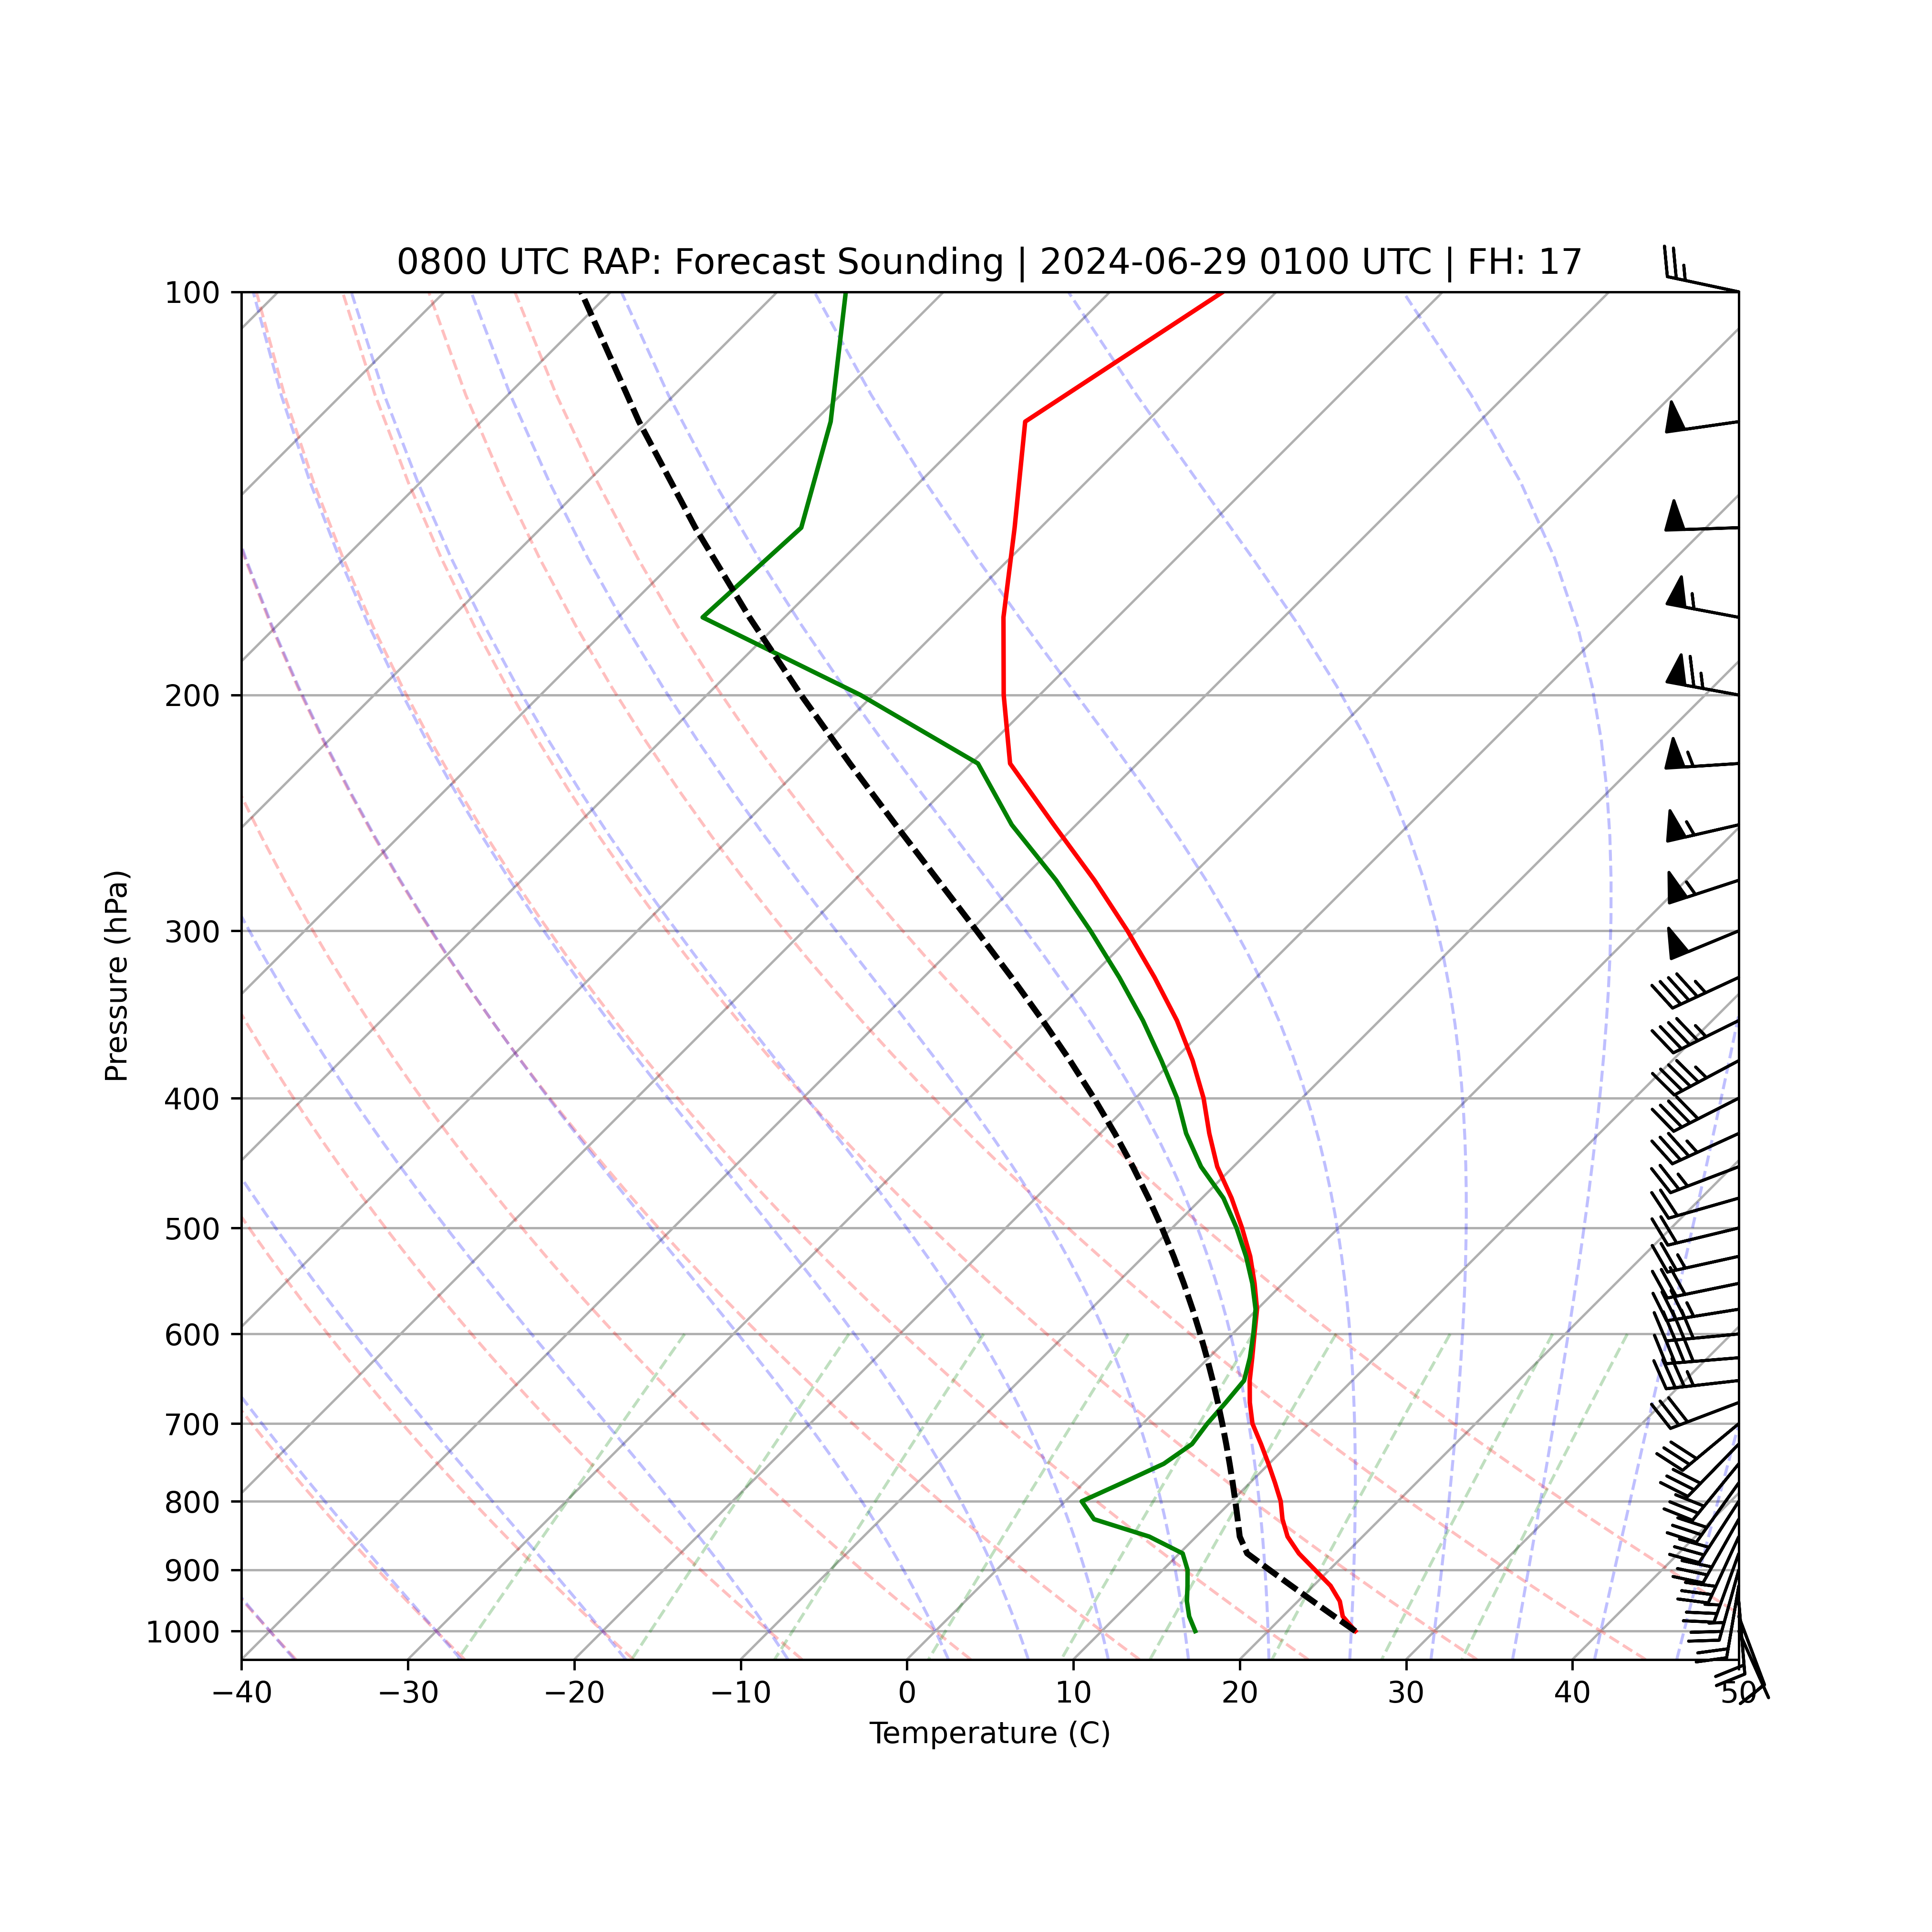 0800 UTC RAP: Forecast Sounding | 2024-06-29 0100 UTC | FH: 17
100
200
300
400
500
600
700
800
900
1000
Pressure (hPa)
−40 −30 −20 −10 0 10 20 30 40 50
Temperature (C)